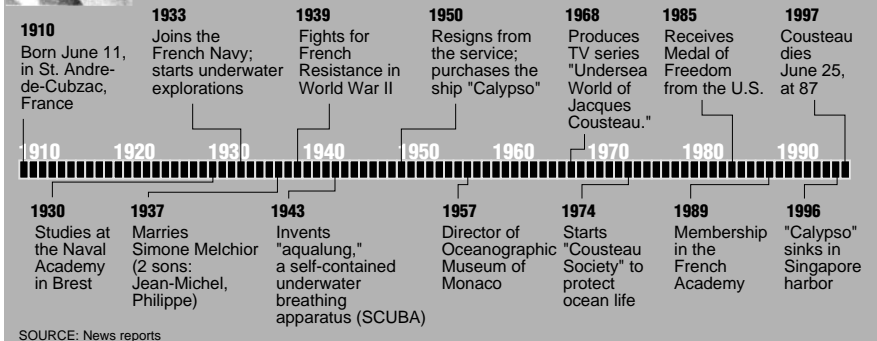 1910
Born June 11,
in St. Andre-
de-Cubzac,
France
1933
Joins the
French Navy;
starts underwater
explorations
1939
Fights for
French
Resistance in
World War II
1950
Resigns from
the service;
purchases the
ship "Calypso"
1968
Produces
TV series
"Undersea
World of
Jacques
Cousteau."
1985
Receives
Medal of
Freedom
from the U.S.
1997
Cousteau
dies
June 25,
at 87
1910 1920 1930 1940 1950 1960 1970 1980 1990
1930
Studies at
the Naval
Academy
in Brest
1937
Marries
Simone Melchior
(2 sons:
Jean-Michel,
Philippe)
1943
Invents
"aqualung,"
a self-contained
underwater
breathing
apparatus (SCUBA)
1957
Director of
Oceanographic
Museum of
Monaco
1974
Starts
"Cousteau
Society" to
protect
ocean life
1989
Membership
in the
French
Academy
1996
"Calypso"
sinks in
Singapore
harbor
SOURCE: News reports